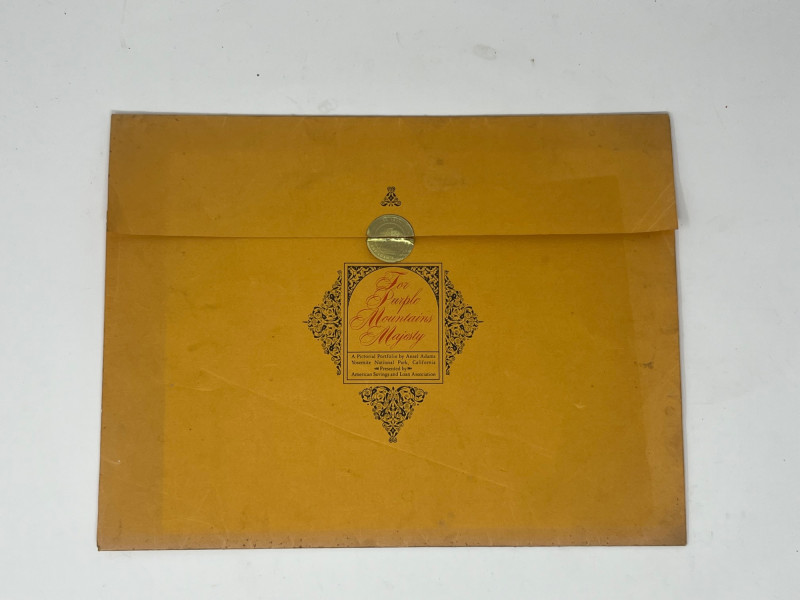 For
Purple
Mountains
Majesty
A Pictorial Portfolio by Ansel Adams
Yosemite National Park, California
Presented by
American Savings and Loan Association